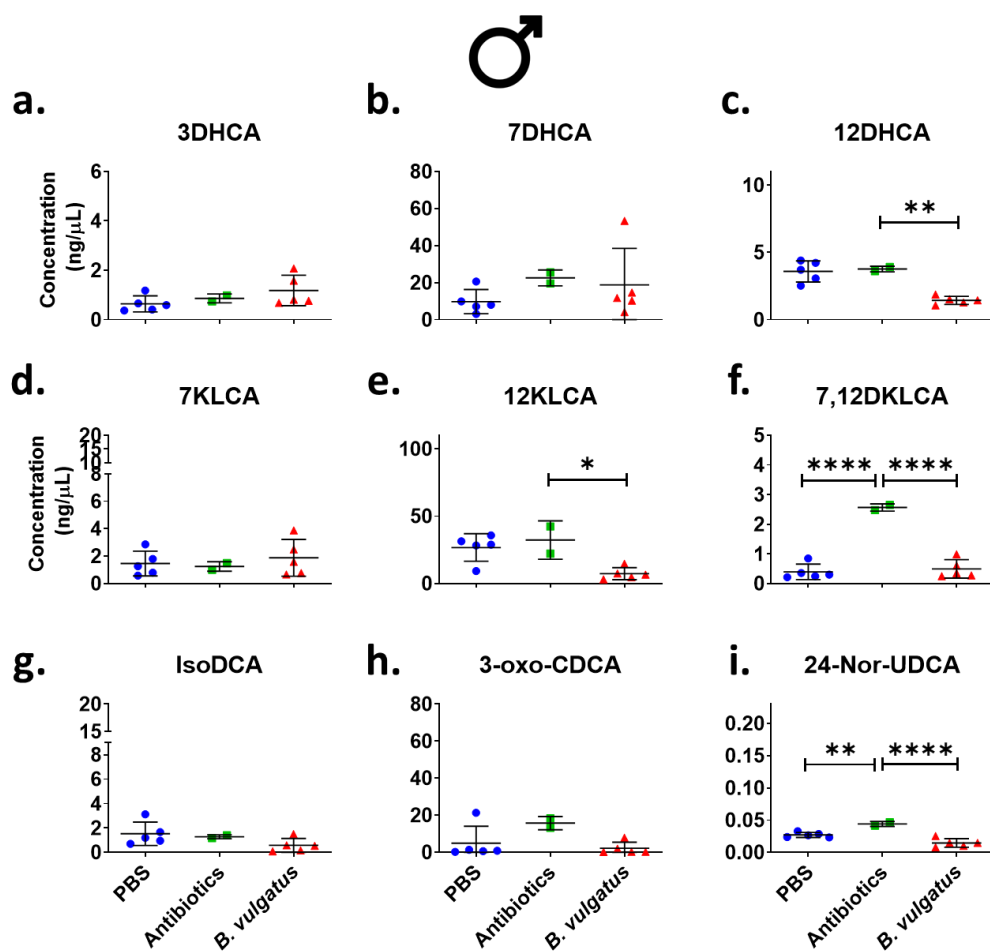 a.
3DHCA
Concentration
(ng/μL)
6
4
2
0
b.
7DHCA
80
60
40
20
0
c.
12DHCA
10
5
0
**
d.
7KLCA
Concentration
(ng/μL)
20
15
10
8
6
4
2
0
e.
12KLCA
100
50
0
*
f.
7,12DKLCA
5
4
3
2
1
0
**** ****
g.
IsoDCA
20
10
8
6
4
2
0
PBS
Antibiotics
B. vulgatus
h.
3-oxo-CDCA
80
60
40
20
0
PBS
Antibiotics
B. vulgatus
i.
24-Nor-UDCA
0.20
0.15
0.10
0.05
0.00
** ****
PBS
Antibiotics
B. vulgatus